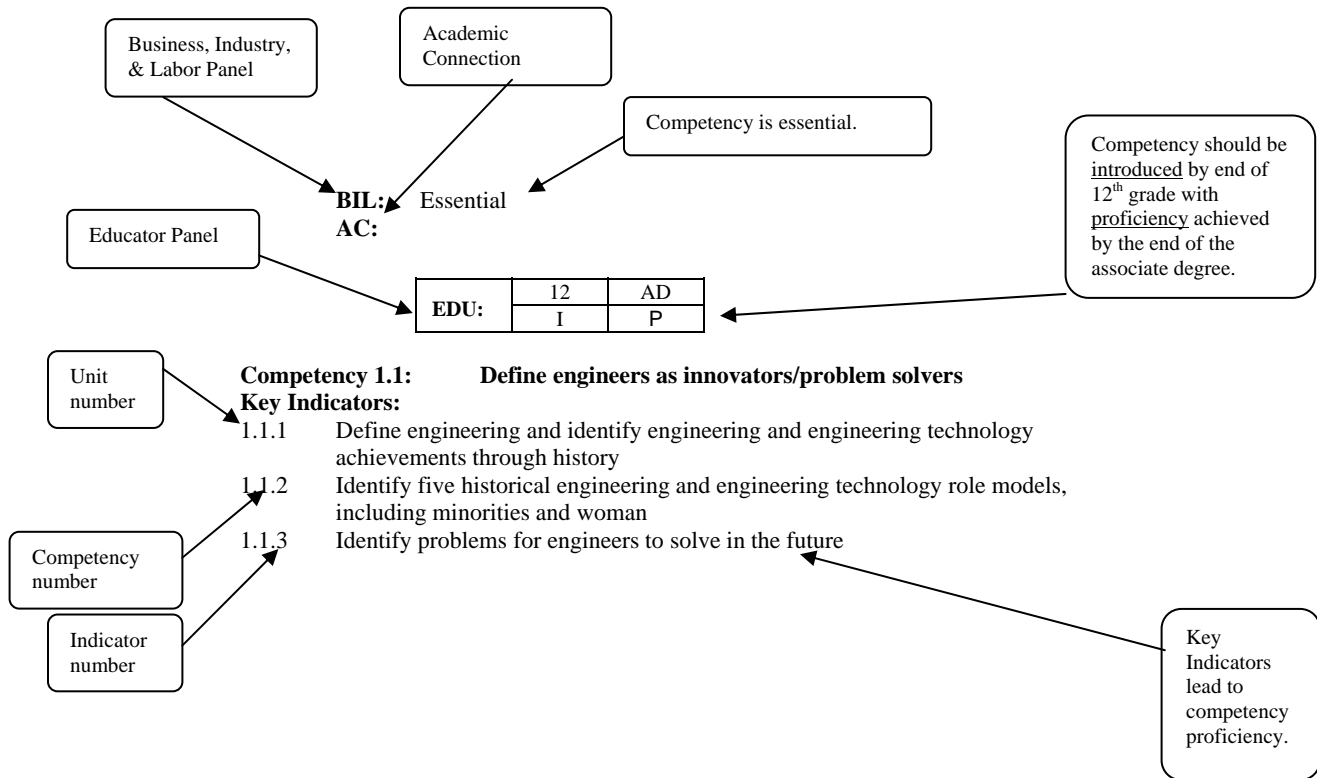 Business, Industry,
& Labor Panel
Academic
Connection
Competency is essential.
Competency should be
introduced by end of
12th grade with
proficiency achieved
by the end of the
associate degree.
BIL: Essential
AC:
Educator Panel
EDU: 12 AD
I P
Unit
number
Competency 1.1: Define engineers as innovators/problem solvers
Key Indicators:
1.1.1 Define engineering and identify engineering and engineering technology
achievements through history
1.1.2 Identify five historical engineering and engineering technology role models,
including minorities and woman
1.1.3 Identify problems for engineers to solve in the future
Competency
number
Indicator
number
Key
Indicators
lead to
competency
proficiency.